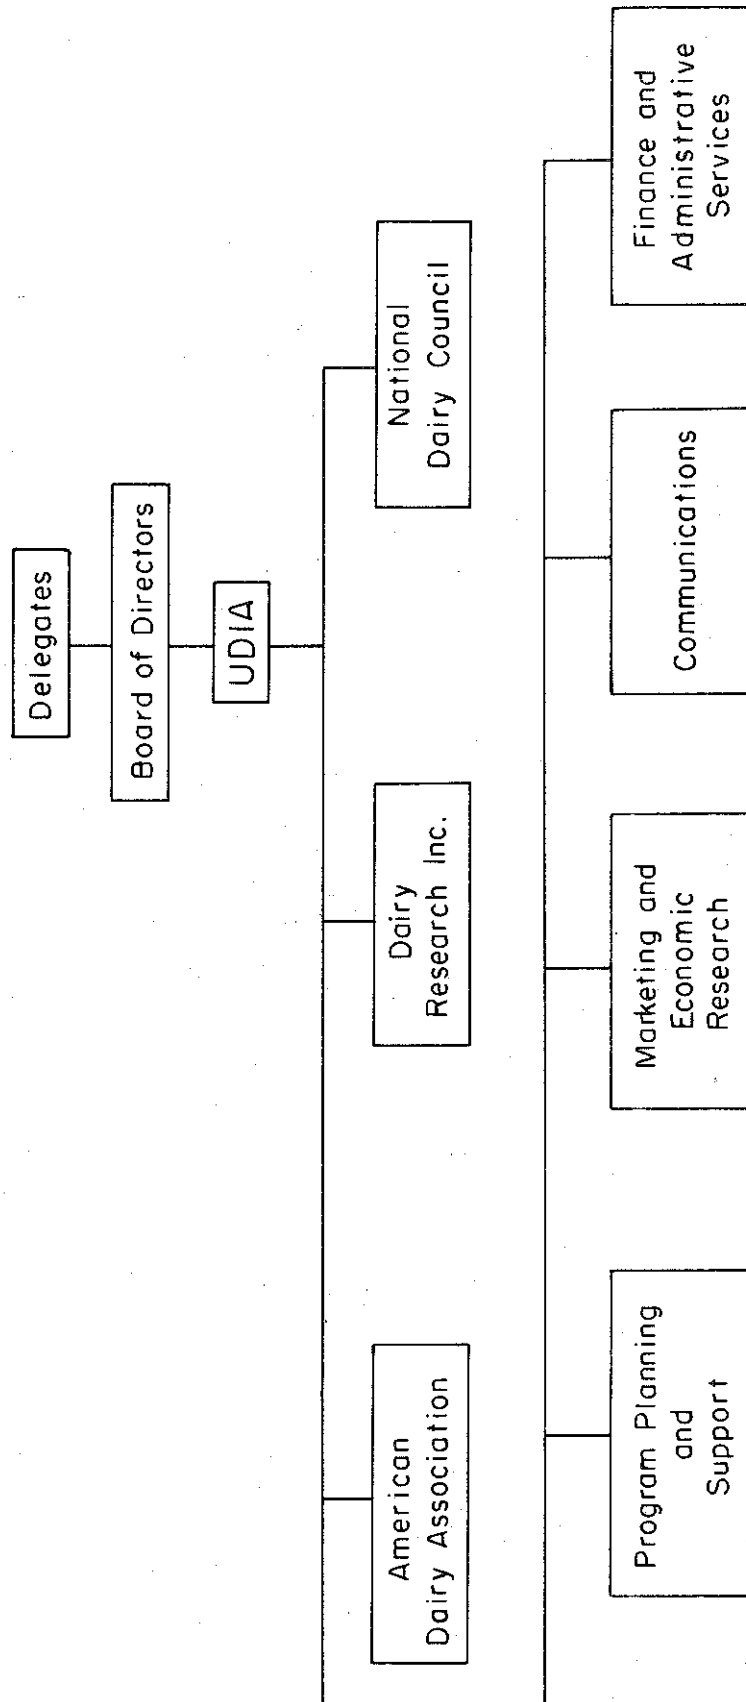 Delegates
Board of Directors
UDIA
American
Dairy Association
Dairy
Research Inc.
National
Dairy Council
Program Planning
and
Support
Marketing and
Economic
Research
Communications
Finance and
Administrative
Services